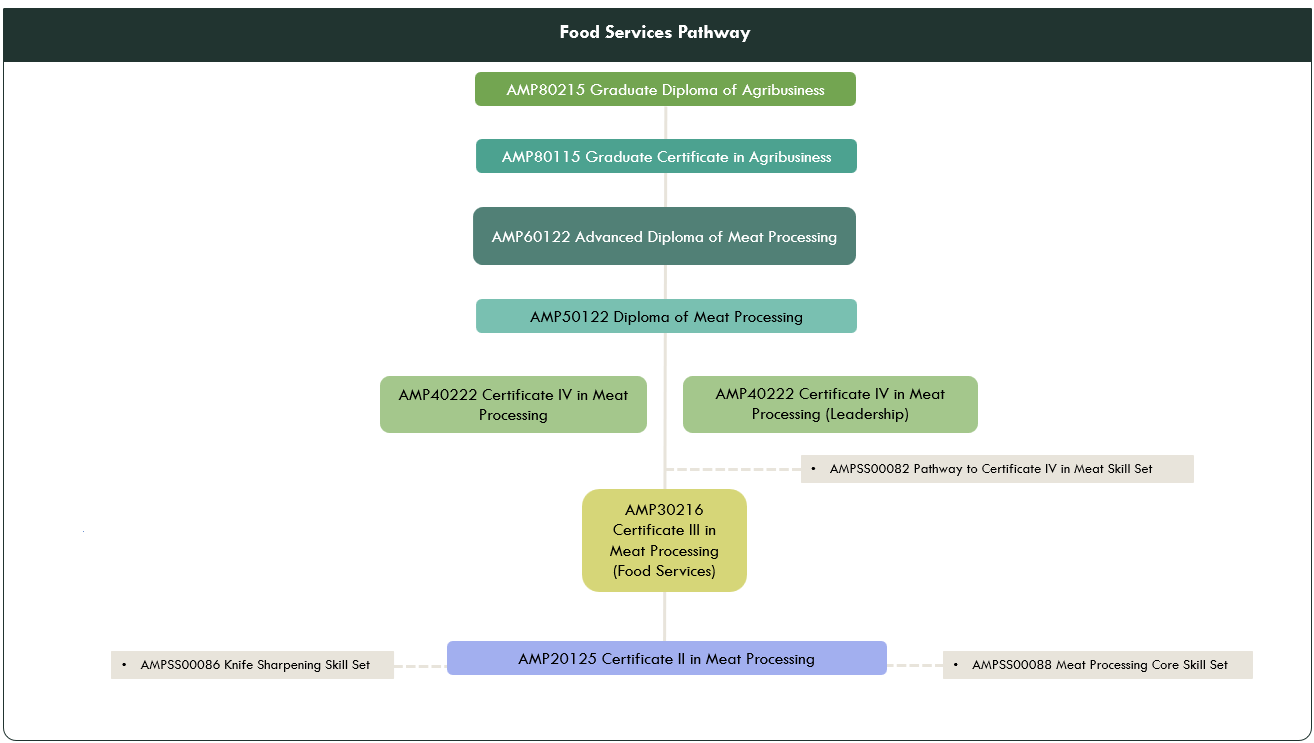 Food Services Pathway
AMP80215 Graduate Diploma of Agribusiness
AMP80115 Graduate Certificate in Agribusiness
AMP60122 Advanced Diploma of Meat Processing
AMP50122 Diploma of Meat Processing
AMP40222 Certificate IV in Meat
Processing
AMP40222 Certificate IV in Meat
Processing (Leadership)
• AMPSS00082 Pathway to Certificate IV in Meat Skill Set
AMP30216
Certificate III in
Meat Processing
(Food Services)
• AMPSS00086 Knife Sharpening Skill Set
AMP20125 Certificate II in Meat Processing
• AMPSS00088 Meat Processing Core Skill Set